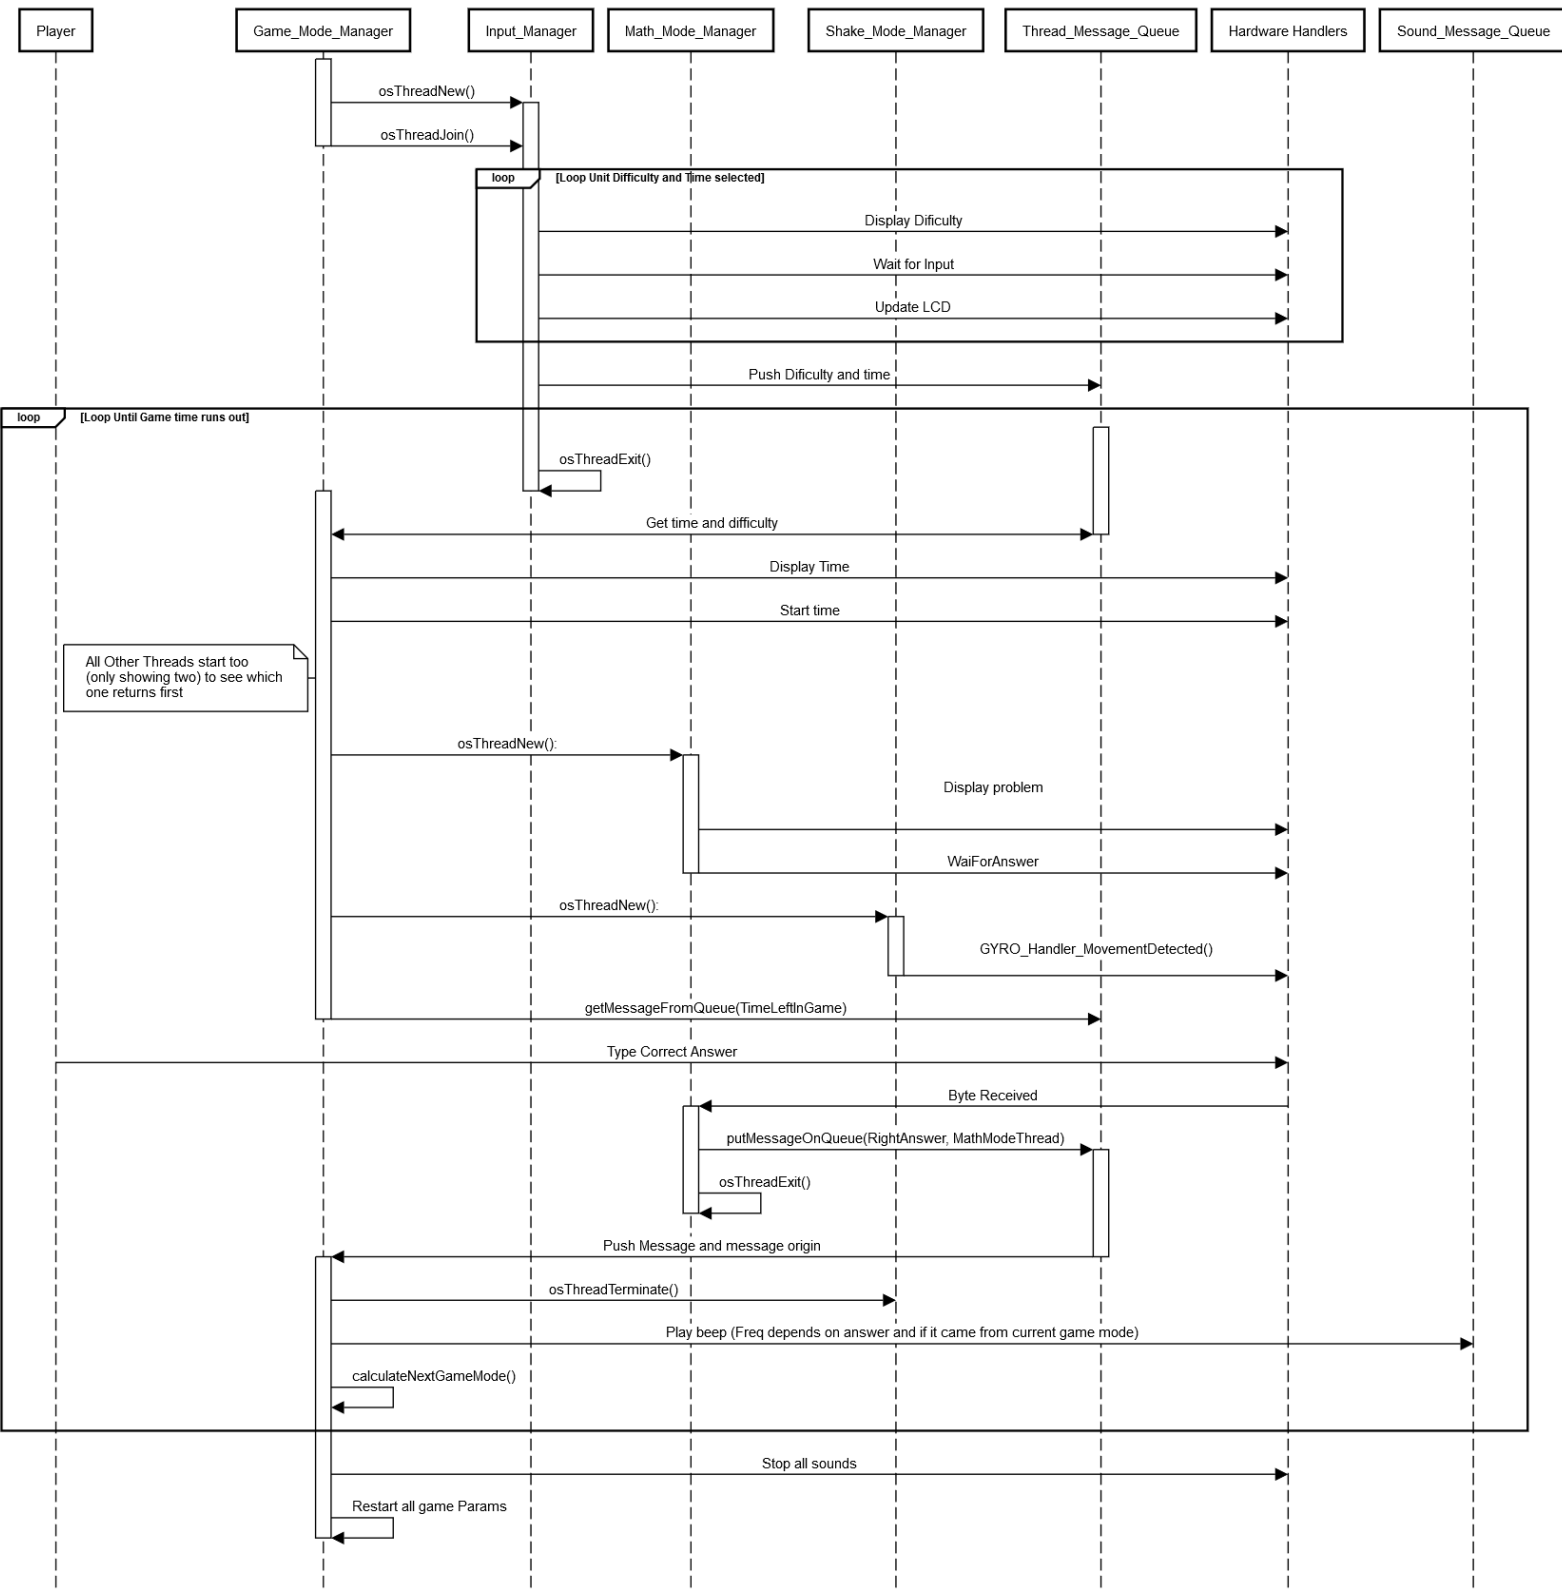 Player
Game_Mode_Manager
Input_Manager
Math_Mode_Manager
Shake_Mode_Manager
Thread_Message_Queue
Hardware Handlers
Sound_Message_Queue
osThreadNew()
osThreadJoin()
loop
[Loop Unit Difficulty and Time selected]
Display Dificulty
Wait for Input
Update LCD
Push Dificulty and time
loop
[Loop Until Game time runs out]
osThreadExit()
Get time and difficulty
Display Time
Start time
All Other Threads start too
(only showing two) to see which
one returns first
osThreadNew():
Display problem
WaiForAnswer
osThreadNew():
GYRO_Handler_MovementDetected()
getMessageFromQueue(TimeLeftInGame)
Type Correct Answer
Byte Received
putMessageOnQueue(RightAnswer, MathModeThread)
osThreadExit()
Push Message and message origin
osThreadTerminate()
Play beep (Freq depends on answer and if it came from current game mode)
calculateNextGameMode()
Stop all sounds
Restart all game Params